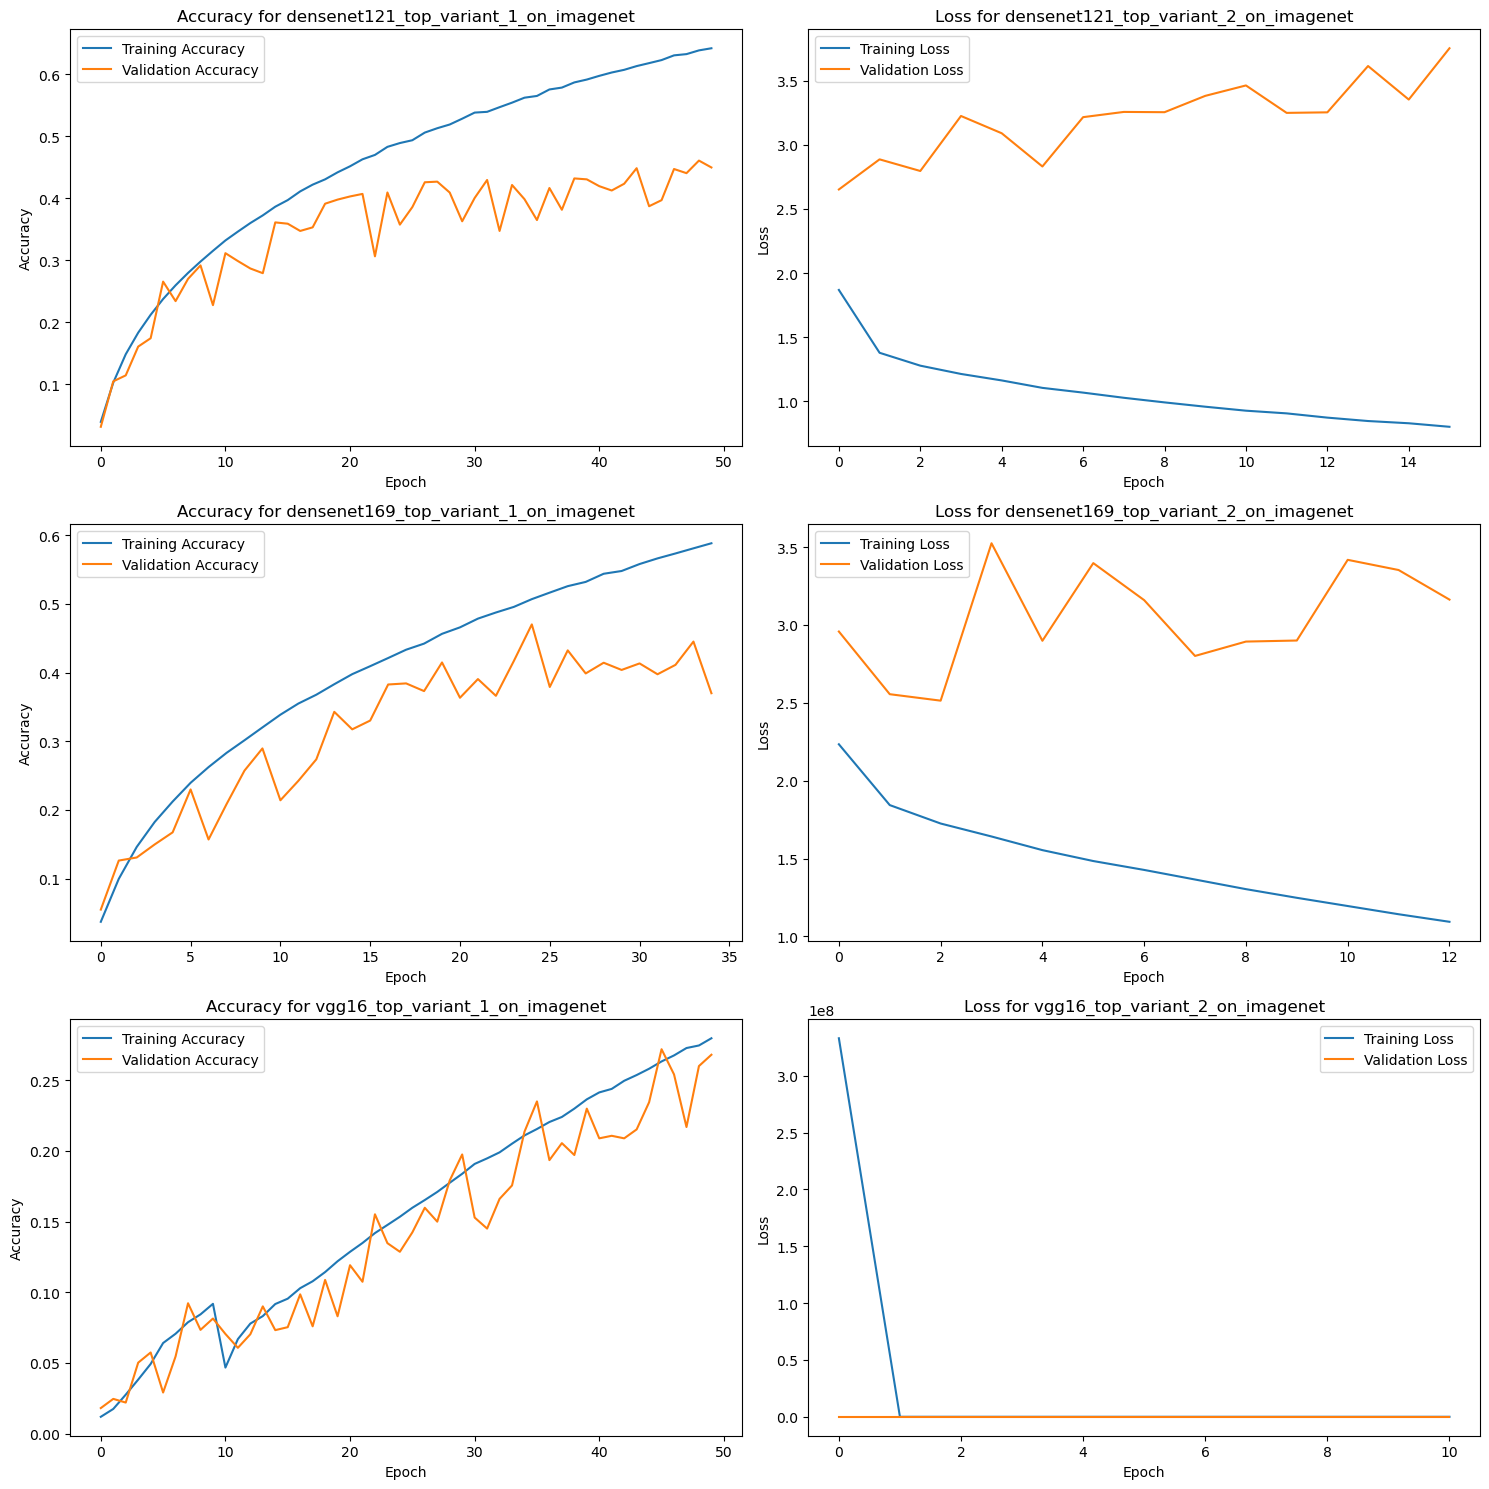 Accuracy for densenet121_top_variant_1_on_imagenet
Training Accuracy
Validation Accuracy
0.6
0.5
0.4
0.3
0.2
0.1
Accuracy
0 10 20 30 40 50
Epoch
Loss for densenet121_top_variant_2_on_imagenet
Training Loss
Validation Loss
3.5
3.0
2.5
2.0
1.5
1.0
Loss
0 2 4 6 8 10 12 14
Epoch
Accuracy for densenet169_top_variant_1_on_imagenet
Training Accuracy
Validation Accuracy
0.6
0.5
0.4
0.3
0.2
0.1
Accuracy
0 5 10 15 20 25 30 35
Epoch
Loss for densenet169_top_variant_2_on_imagenet
Training Loss
Validation Loss
3.5
3.0
2.5
2.0
1.5
1.0
Loss
0 2 4 6 8 10 12
Epoch
Accuracy for vgg16_top_variant_1_on_imagenet
Training Accuracy
Validation Accuracy
0.25
0.20
0.15
0.10
0.05
0.00
Accuracy
0 10 20 30 40 50
Epoch
Loss for vgg16_top_variant_2_on_imagenet
1e8
Training Loss
Validation Loss
3.0
2.5
2.0
1.5
1.0
0.5
0.0
Loss
0 2 4 6 8 10
Epoch